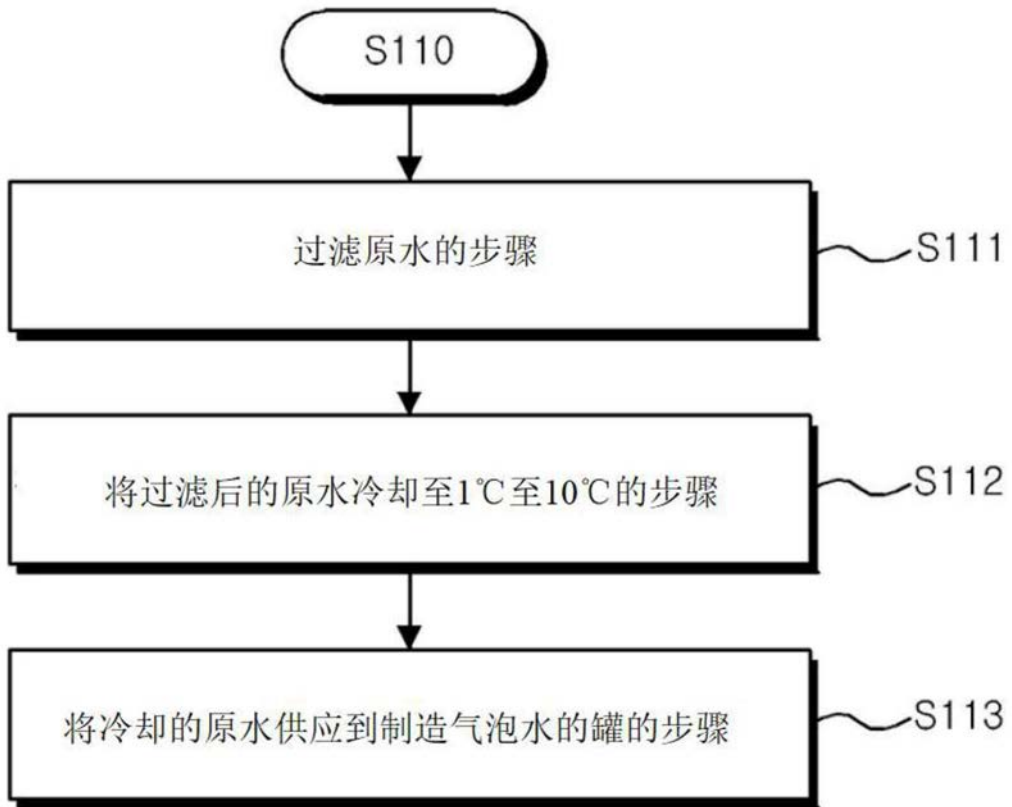 S110
过滤原水的步骤
S111
将过滤后的原水冷却至1℃至10℃的步骤
S112
将冷却的原水供应到制造气泡水的罐的步骤
S113